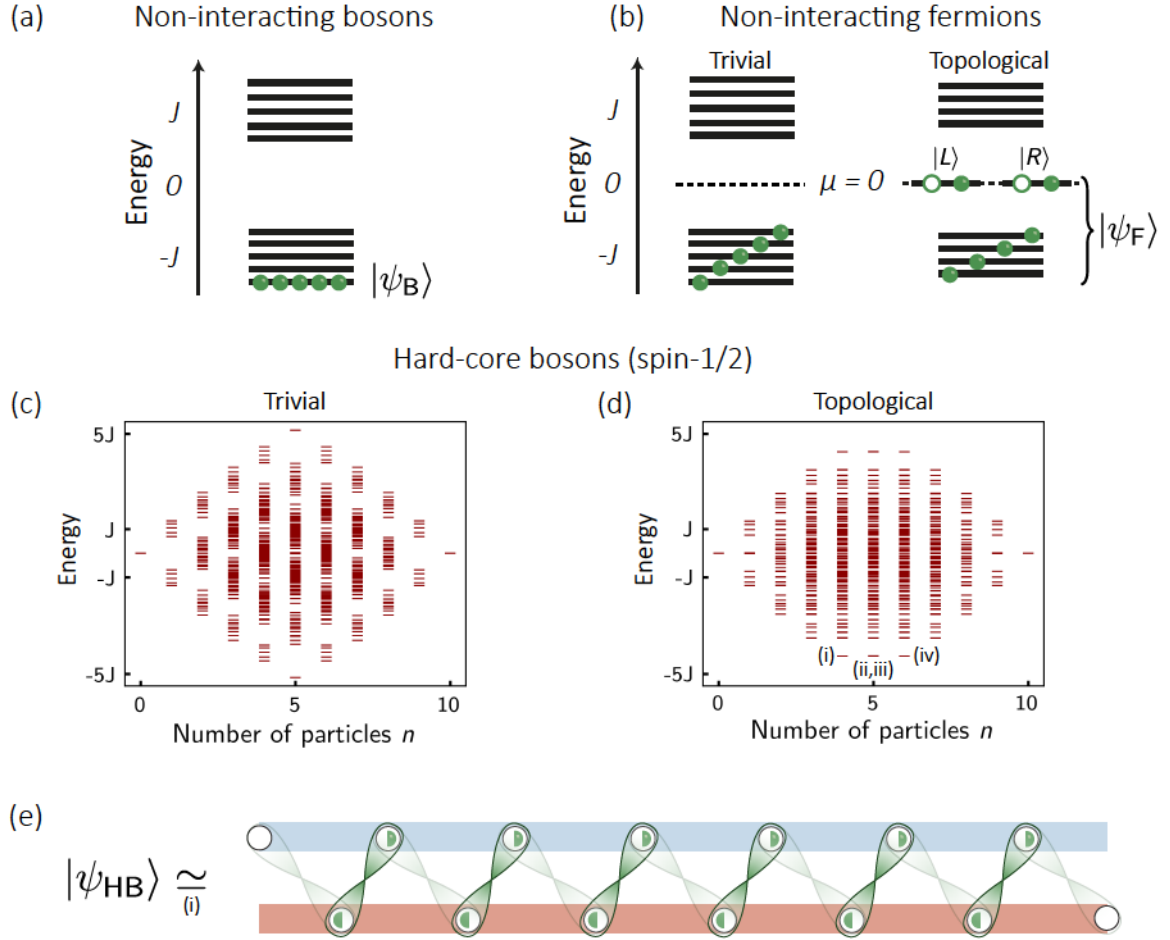 (a) Non-interacting bosons
Energy
J
0
-J
|ψB⟩
(b) Non-interacting fermions
Trivial
Topological
Energy
J
0
-J
μ = 0
|L⟩
|R⟩
|ψF⟩
Hard-core bosons (spin-1/2)
(c) Trivial
Energy
5J
J
-J
-5J
0 5 10
Number of particles n
(d) Topological
Energy
5J
J
-J
-5J
(i)
(ii,iii)
(iv)
0 5 10
Number of particles n
(e)
|ψHB⟩ ≃
(i)